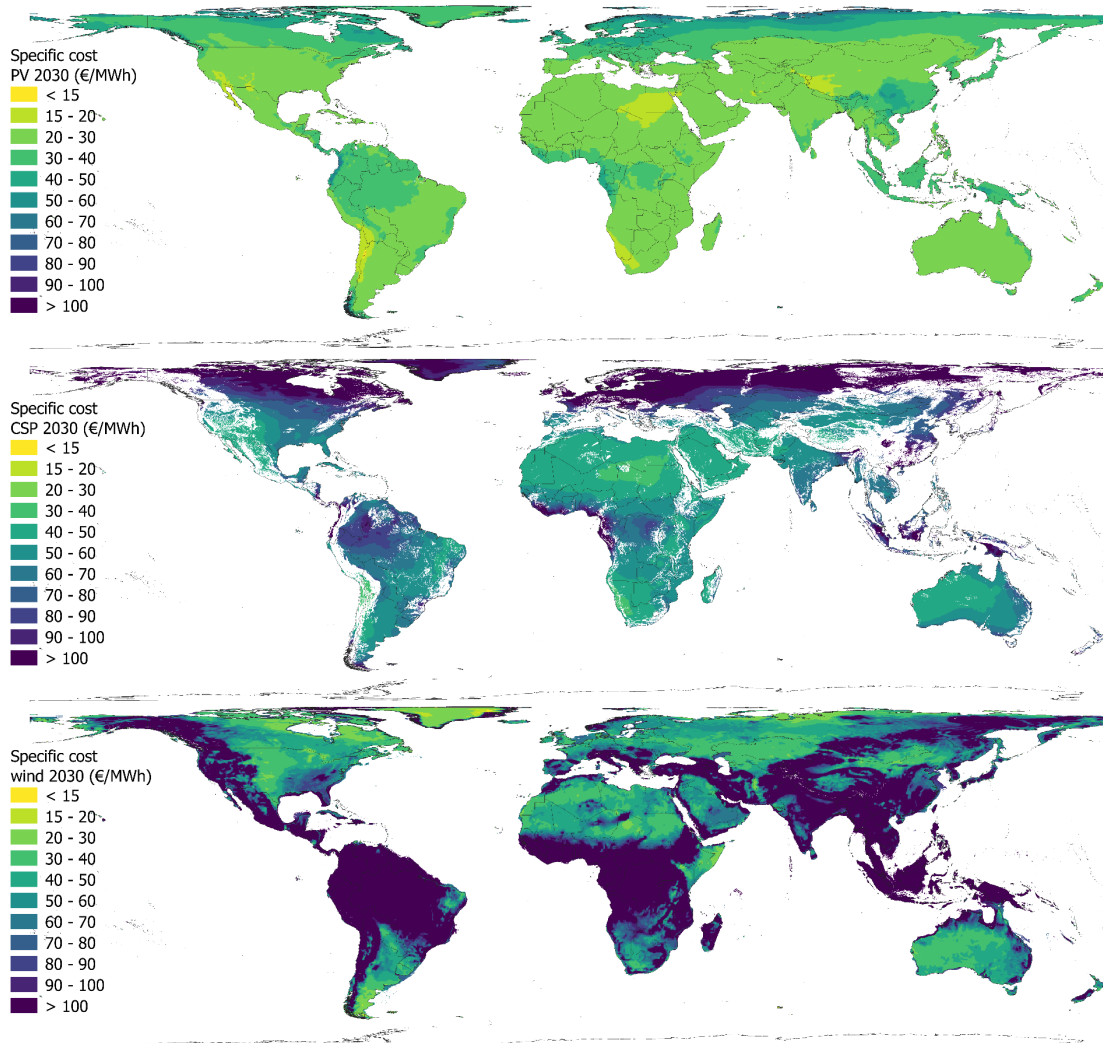 Specific cost
PV 2030 (€/MWh)
< 15
15 - 20
20 - 30
30 - 40
40 - 50
50 - 60
60 - 70
70 - 80
80 - 90
90 - 100
> 100
Specific cost
CSP 2030 (€/MWh)
< 15
15 - 20
20 - 30
30 - 40
40 - 50
50 - 60
60 - 70
70 - 80
80 - 90
90 - 100
> 100
Specific cost
wind 2030 (€/MWh)
< 15
15 - 20
20 - 30
30 - 40
40 - 50
50 - 60
60 - 70
70 - 80
80 - 90
90 - 100
> 100